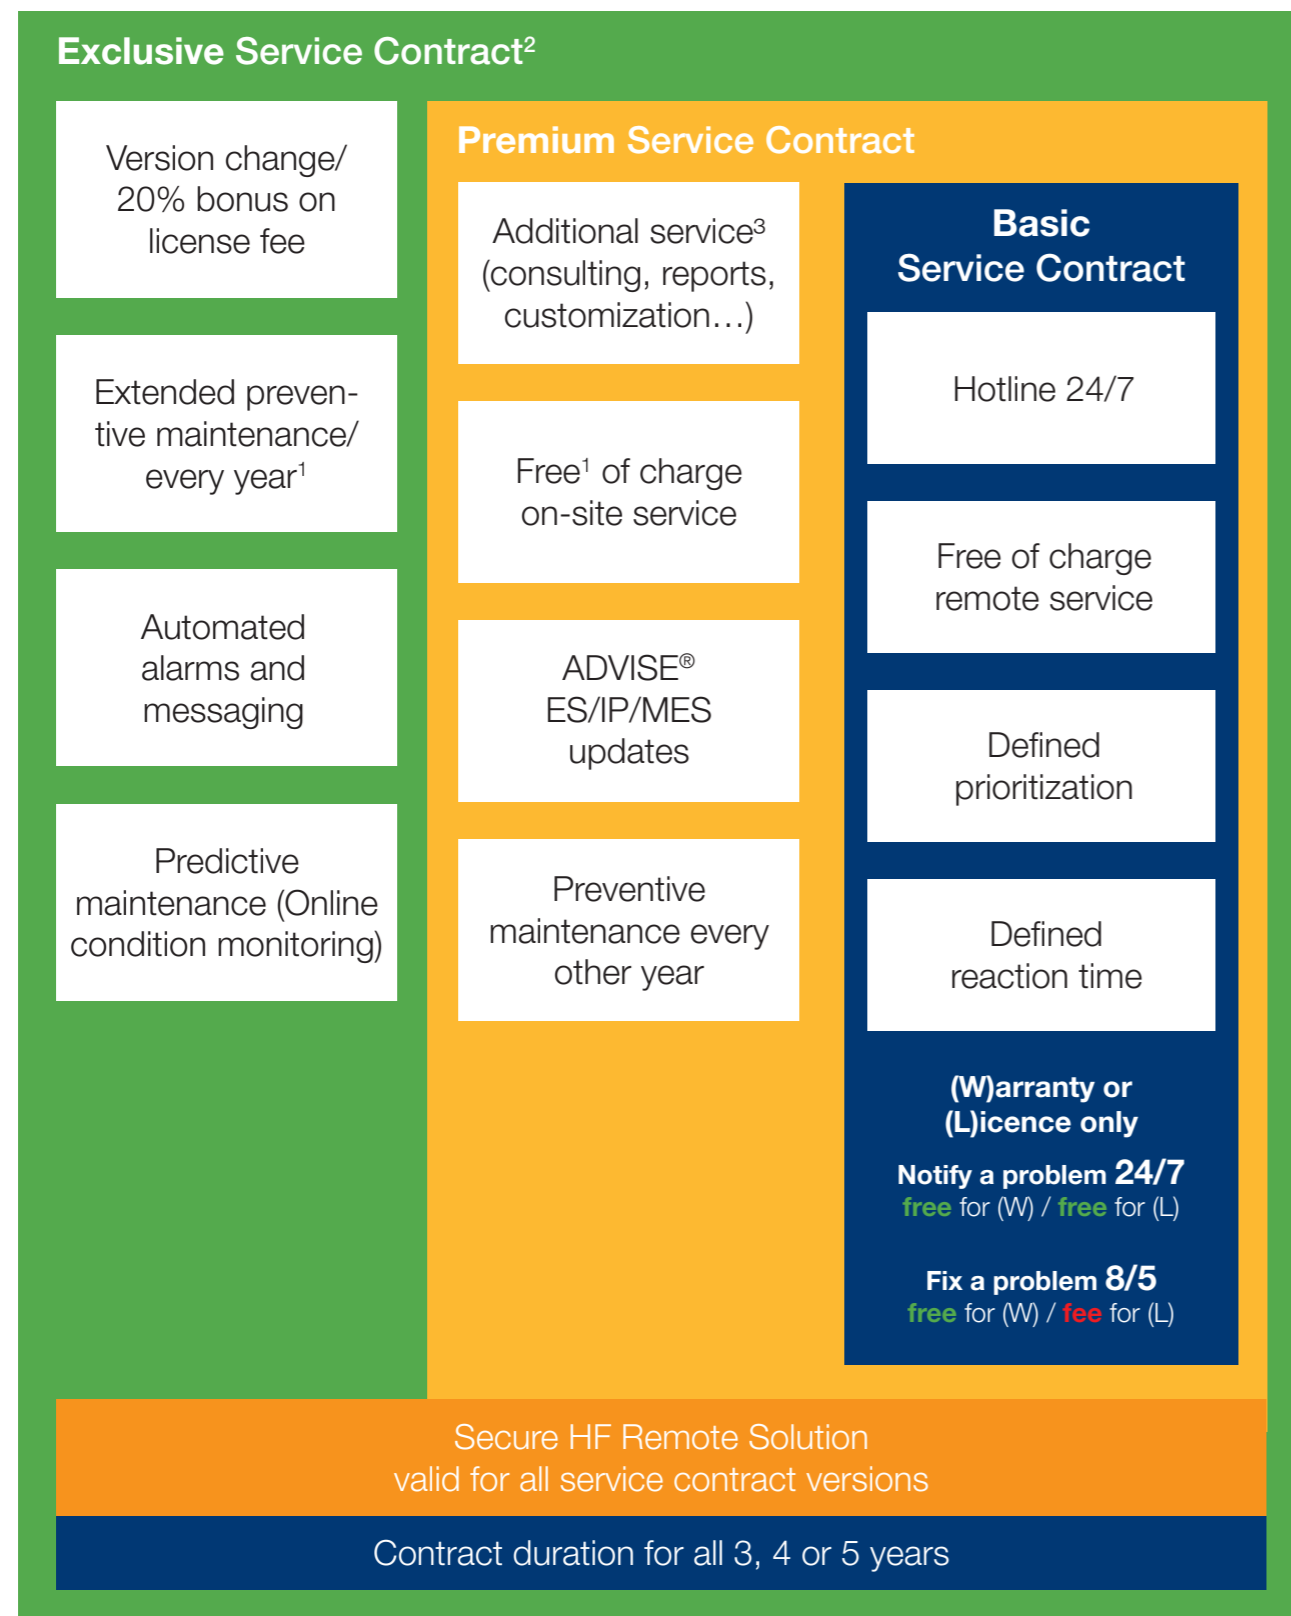 Exclusive Service Contract²
Version change/
20% bonus on
license fee
Extended preven-
tive maintenance/
every year¹
Automated
alarms and
messaging
Predictive
maintenance (Online
condition monitoring)
Premium Service Contract
Additional service³
(consulting, reports,
customization…)
Free¹ of charge
on-site service
ADVISE®
ES/IP/MES
updates
Preventive
maintenance every
other year
Basic
Service Contract
Hotline 24/7
Free of charge
remote service
Defined
prioritization
Defined
reaction time
(W)arranty or
(L)icence only
Notify a problem 24/7
free for (W) / free for (L)
Fix a problem 8/5
free for (W) / fee for (L)
Secure HF Remote Solution
valid for all service contract versions
Contract duration for all 3, 4 or 5 years